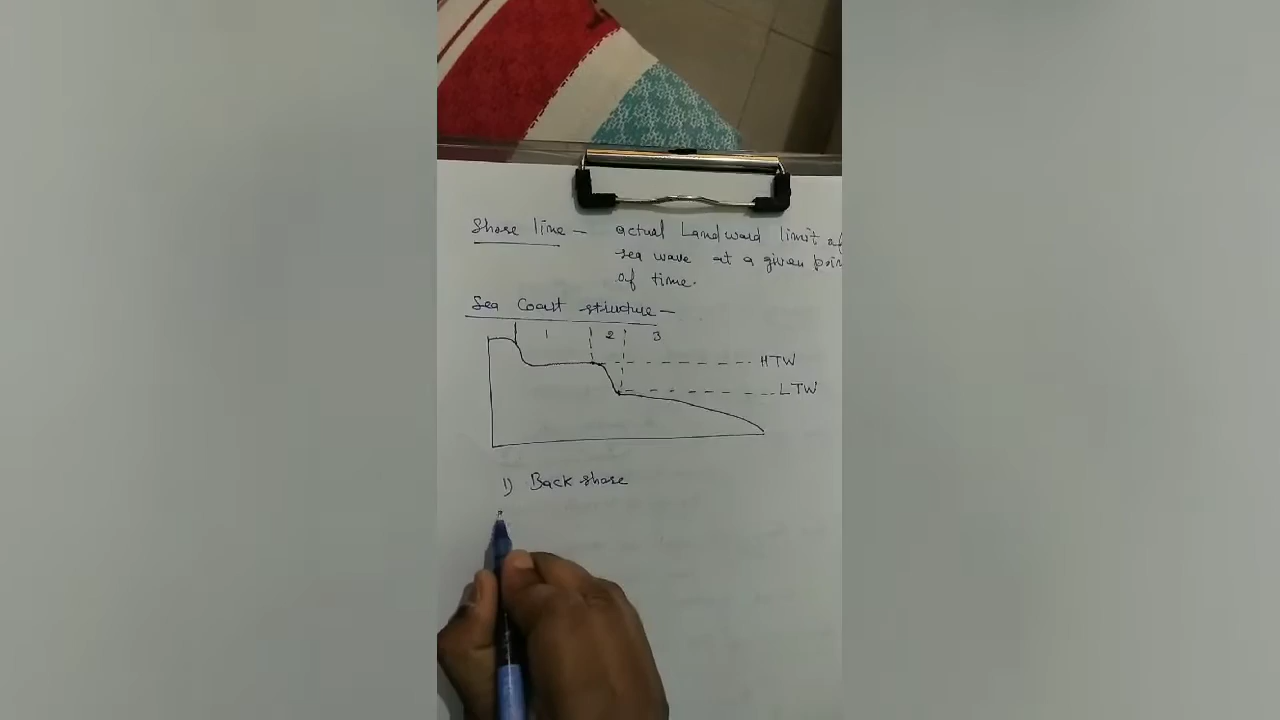 Shore line - actual Landward limit of
sea wave at a given poin
of time.
Sea Coast structure -
1 2 3
HTW
LTW
1) Back shore